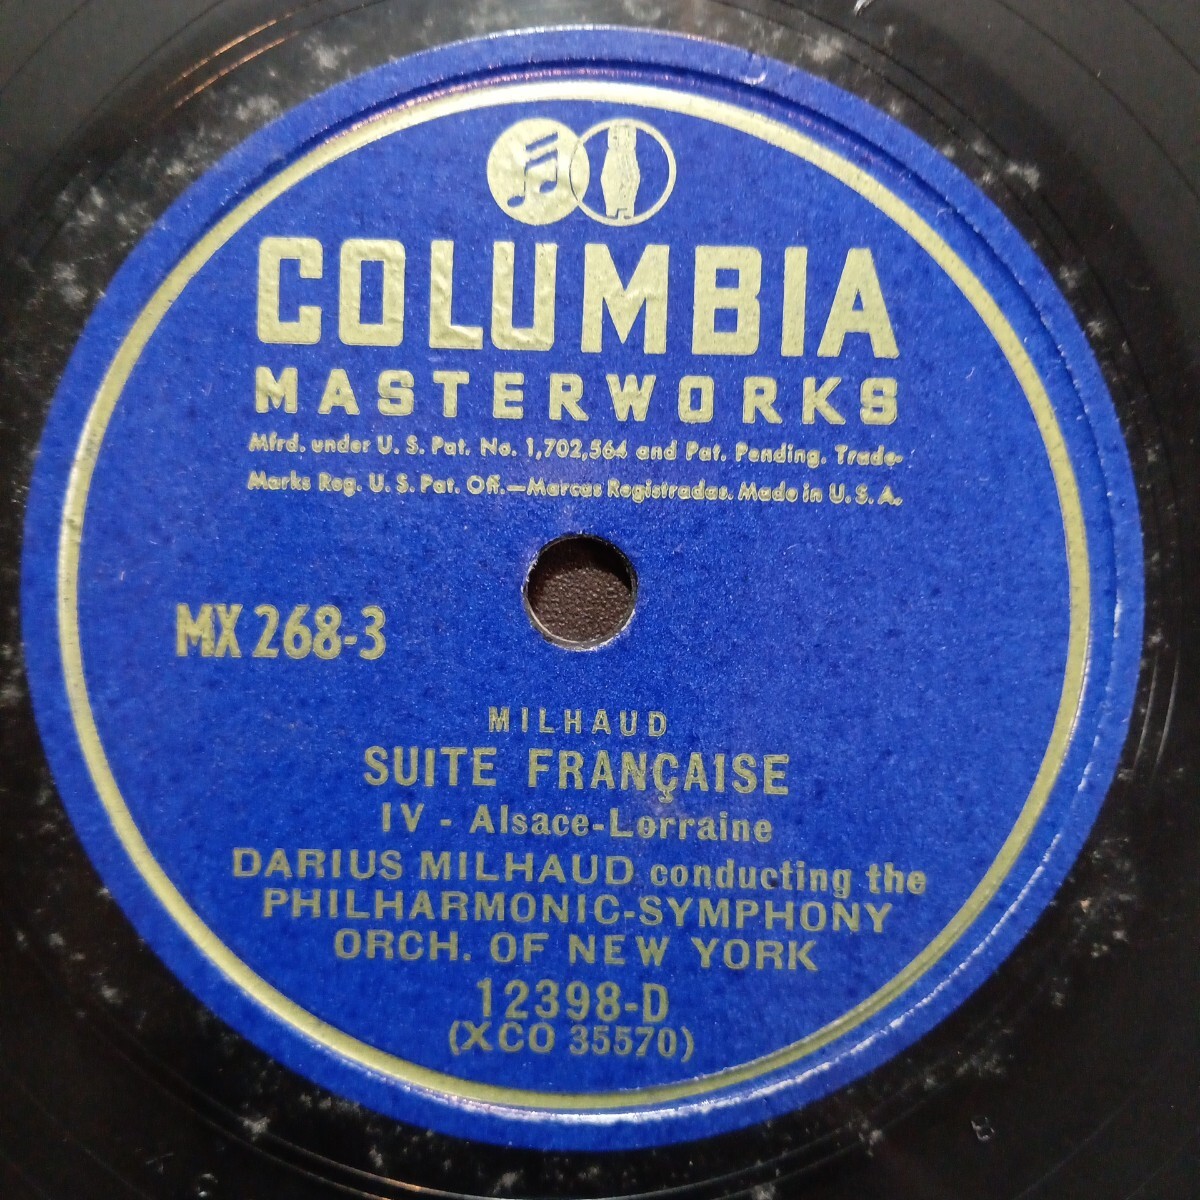 COLUMBIA
MASTERWORKS
Mfrd. under U. S. Pat. No. 1,702,564 and Pat. Pending. Trade-
Marks Reg. U. S. Pat. Off.—Marcas Registradas. Made in U. S. A.
MX 268-3
MILHAUD
SUITE FRANÇAISE
IV - Alsace-Lorraine
DARIUS MILHAUD conducting the
PHILHARMONIC-SYMPHONY
ORCH. OF NEW YORK
12398-D
(XCO 35570)